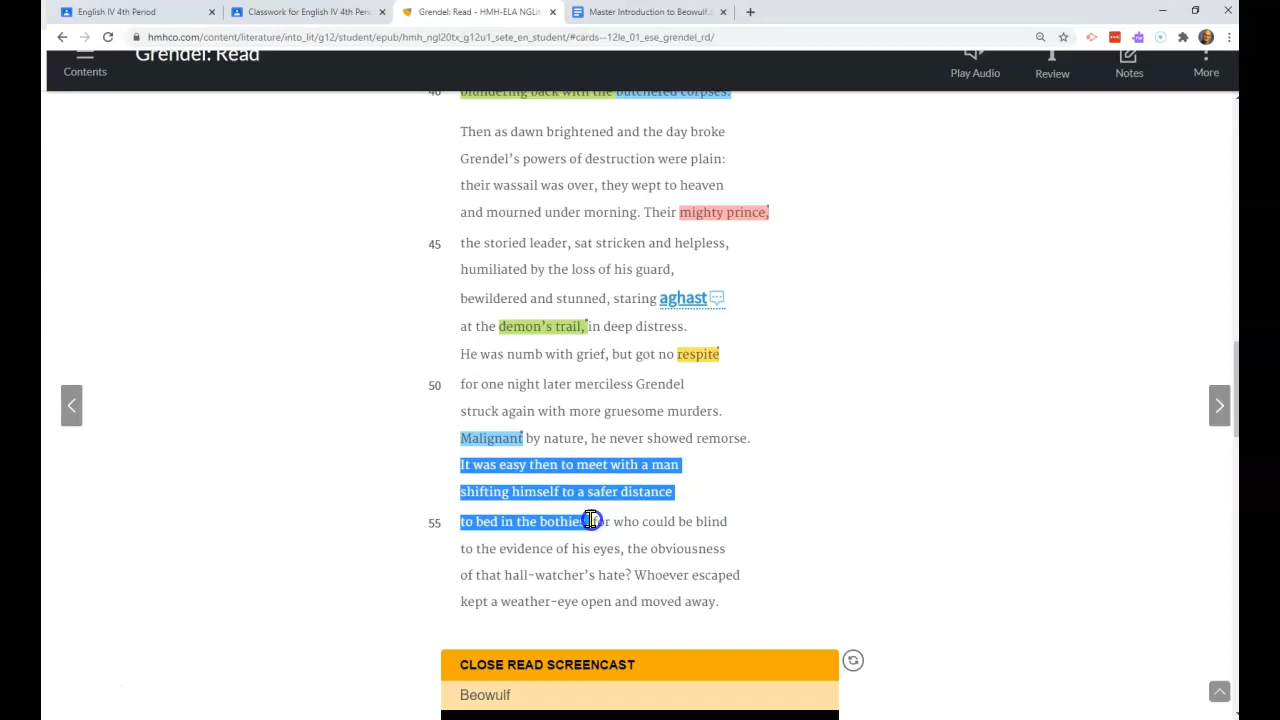 English IV 4th Period
Classwork for English IV 4th Peri
Grendel: Read - HMH-ELA NGLin
Master Introduction to Beowulf.
hmhco.com/content/literature/into_lit/g12/student/epub/hmh_ngl20tx_g12u1_sete_en_student/#cards--12le_01_ese_grendel_rd/
Contents
Grendel: Read
Play Audio
Review
Notes
More
40 blundering back with the butchered corpses.
Then as dawn brightened and the day broke
Grendel's powers of destruction were plain:
their wassail was over, they wept to heaven
and mourned under morning. Their mighty prince,
45 the storied leader, sat stricken and helpless,
humiliated by the loss of his guard,
bewildered and stunned, staring aghast
at the demon's trail, in deep distress.
He was numb with grief, but got no respite
50 for one night later merciless Grendel
struck again with more gruesome murders.
Malignant by nature, he never showed remorse.
It was easy then to meet with a man
shifting himself to a safer distance
55 to bed in the bothies, for who could be blind
to the evidence of his eyes, the obviousness
of that hall-watcher's hate? Whoever escaped
kept a weather-eye open and moved away.
CLOSE READ SCREENCAST
Beowulf